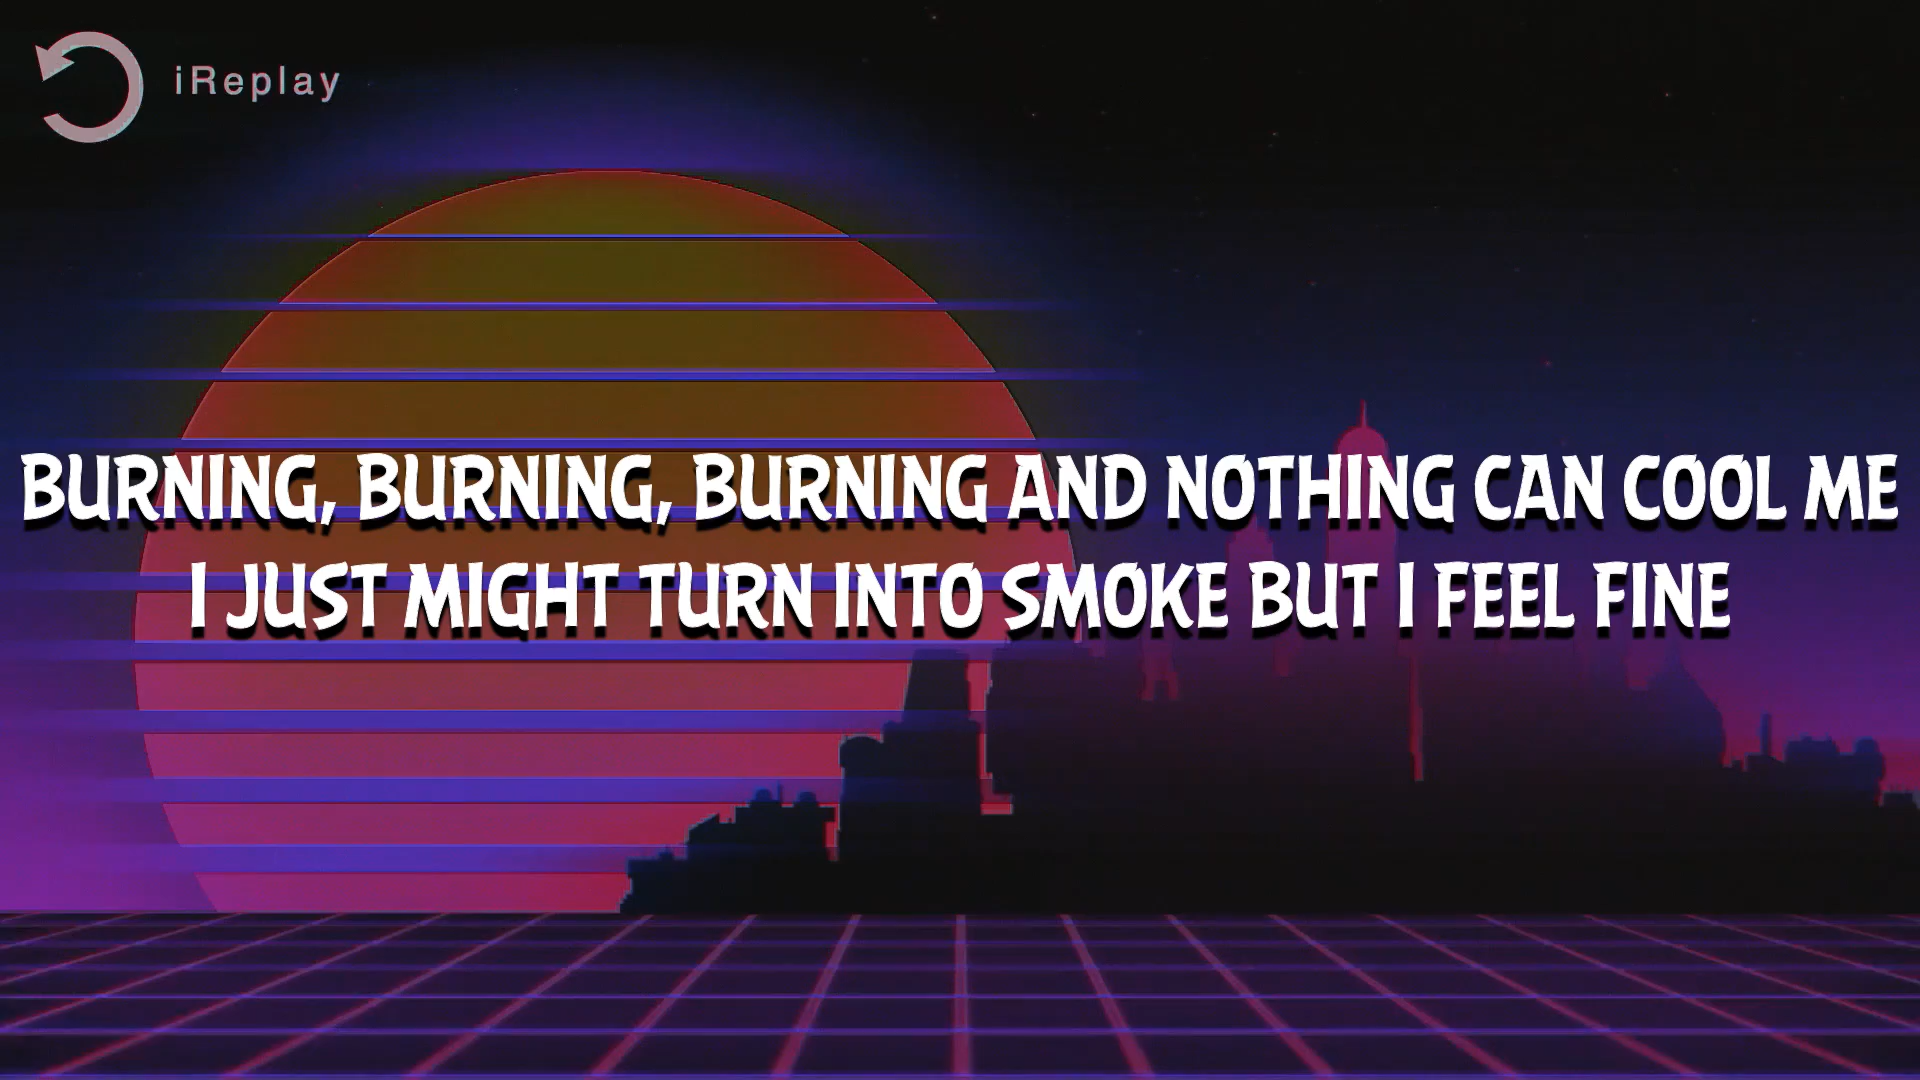 iReplay
BURNING, BURNING, BURNING AND NOTHING CAN COOL ME
I JUST MIGHT TURN INTO SMOKE BUT I FEEL FINE